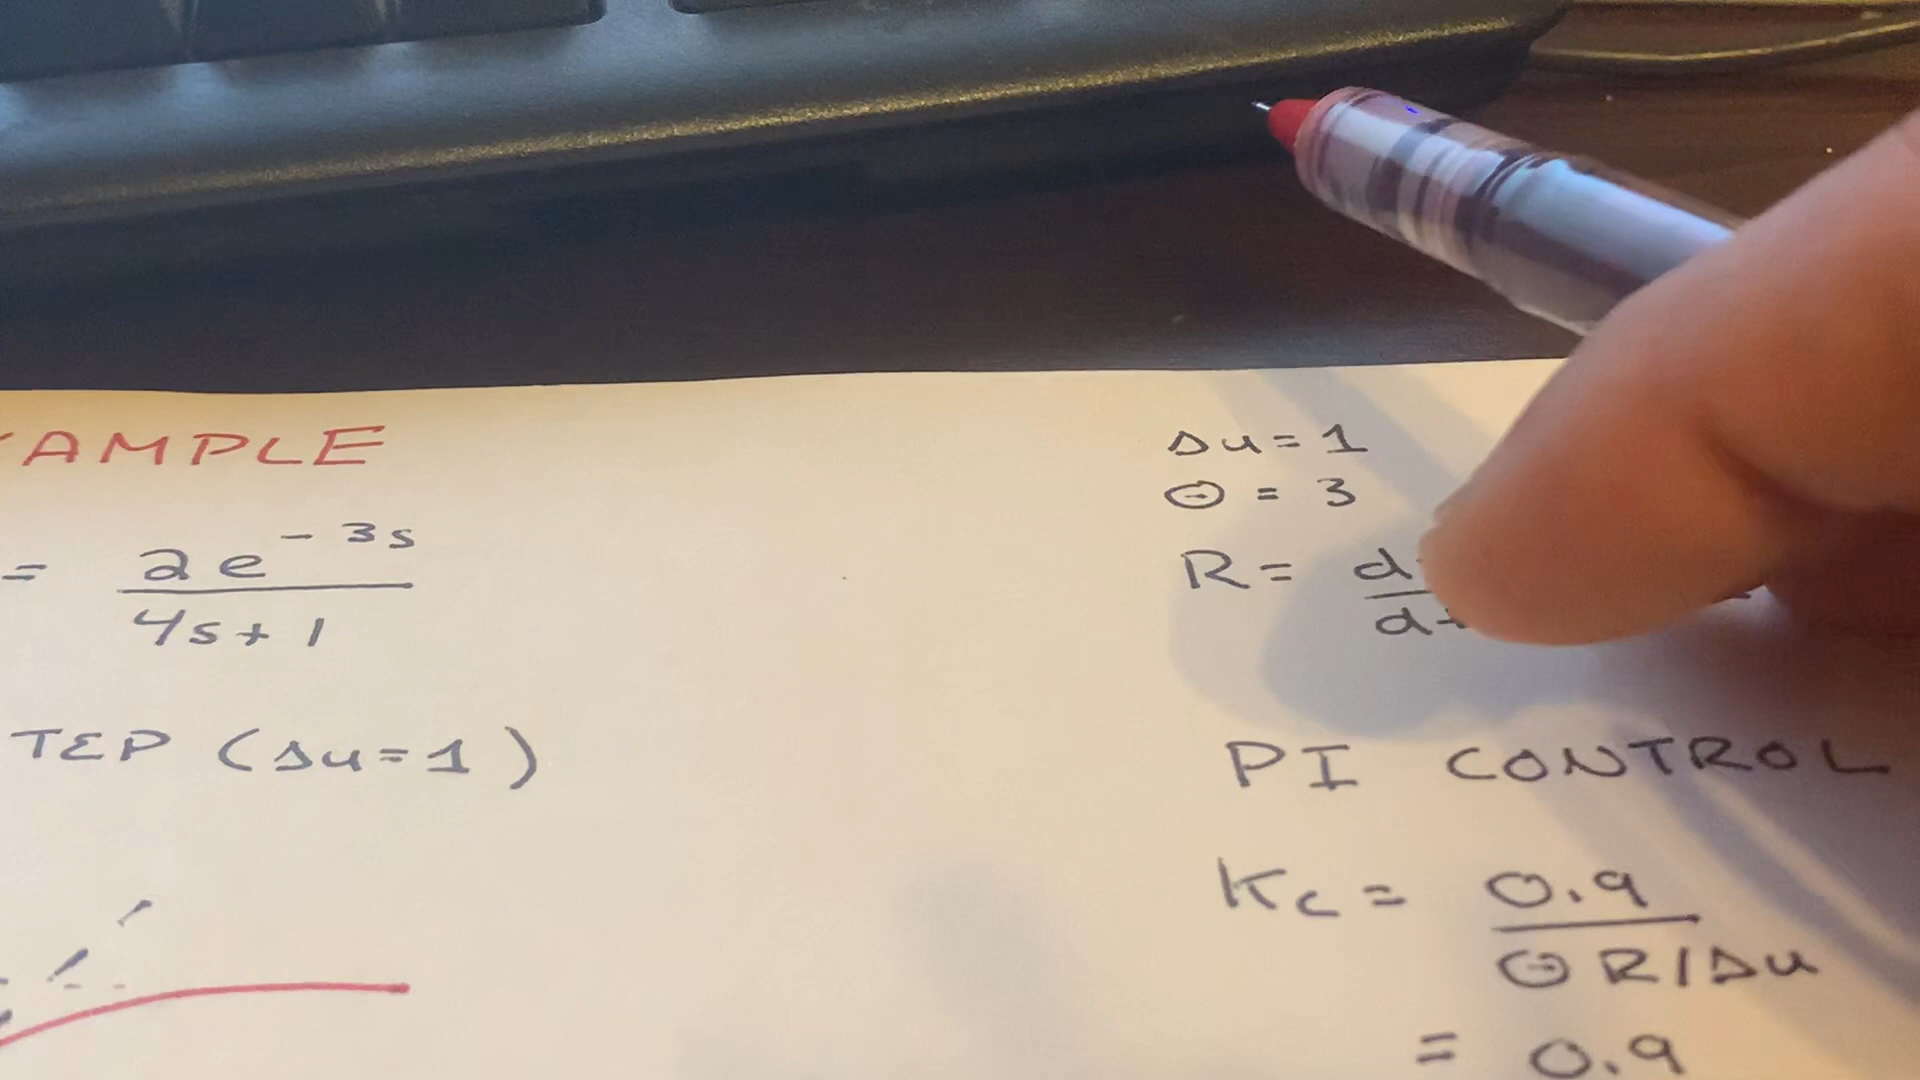 AMPLE
= 2e^-3s
4s+1
TEP (Δu=1)
Δu=1
Θ = 3
R= d
d
PI CONTROL
Kc = 0.9
ΘR/Δu
= 0.9